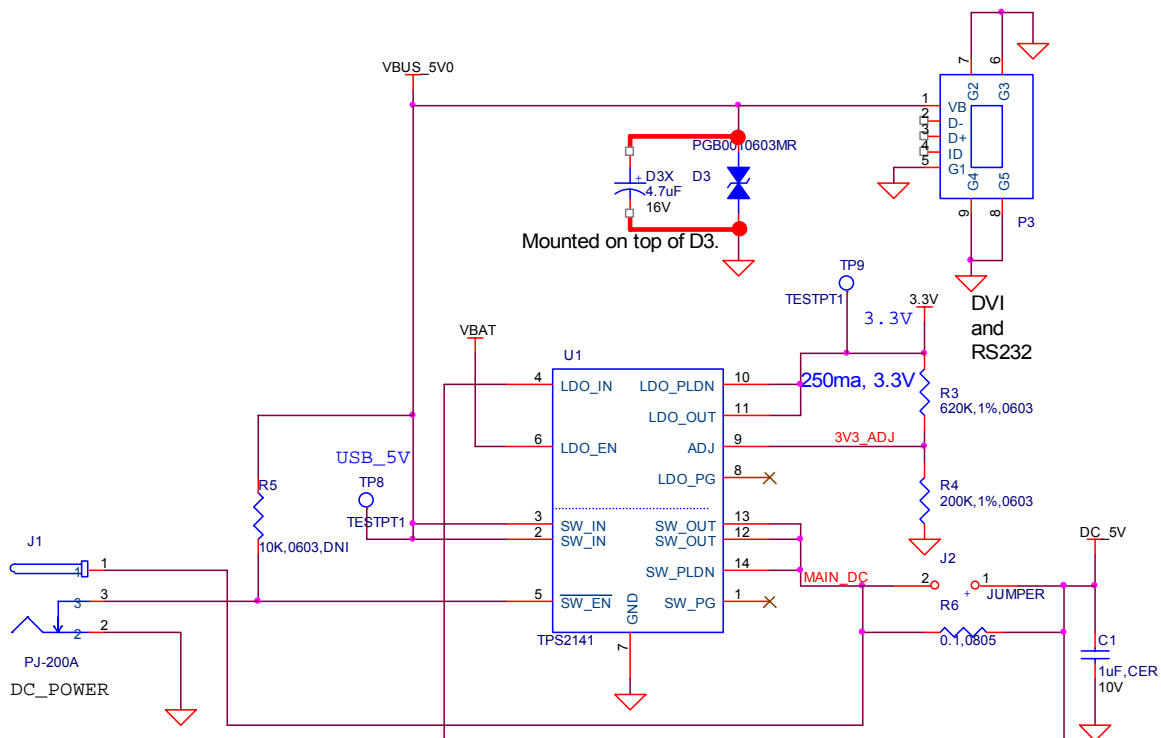 VBUS_5V0
7
6
G2
G3
1
VB
2
D-
3
D+
4
ID
5
G1
G4
G5
9
8
P3
PGB0010603MR
D3X
4.7uF
16V
+
D3
Mounted on top of D3.
DVI
and
RS232
TP9
TESTPT1
3.3V
3.3V
250ma, 3.3V
VBAT
U1
4
LDO_IN
LDO_PLDN
10
LDO_OUT
11
6
LDO_EN
ADJ
9
3V3_ADJ
LDO_PG
8
R3
620K,1%,0603
R4
200K,1%,0603
USB_5V
TP8
TESTPT1
R5
10K,0603,DNI
3
SW_IN
SW_OUT
13
2
SW_IN
SW_OUT
12
SW_PLDN
14
5
SW_EN
SW_PG
1
GND
7
TPS2141
MAIN_DC
J2
2
1
+
JUMPER
R6
0.1,0805
DC_5V
C1
1uF,CER
10V
J1
1
1
3
3
2
2
PJ-200A
DC_POWER